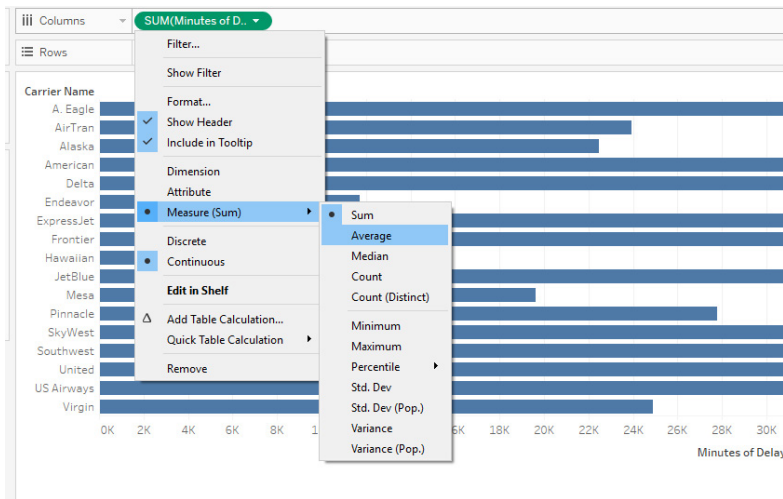 Columns
SUM(Minutes of D..
Rows
Filter...
Show Filter
Format...
Show Header
Include in Tooltip
Dimension
Attribute
Measure (Sum)
Discrete
Continuous
Edit in Shelf
Add Table Calculation...
Quick Table Calculation
Remove
Sum
Average
Median
Count
Count (Distinct)
Minimum
Maximum
Percentile
Std. Dev
Std. Dev (Pop.)
Variance
Variance (Pop.)
Carrier Name
A. Eagle
AirTran
Alaska
American
Delta
Endeavor
ExpressJet
Frontier
Hawaiian
JetBlue
Mesa
Pinnacle
SkyWest
Southwest
United
US Airways
Virgin
0K 2K 4K 6K 8K 18K 20K 22K 24K 26K 28K 30K
Minutes of Delay